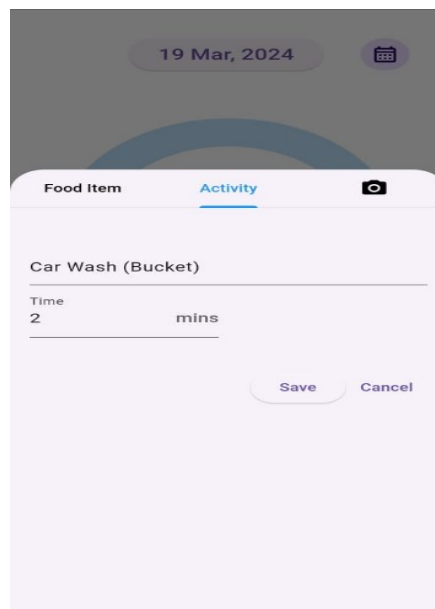 19 Mar, 2024
Food Item Activity
Car Wash (Bucket)
Time
2 mins
Save Cancel